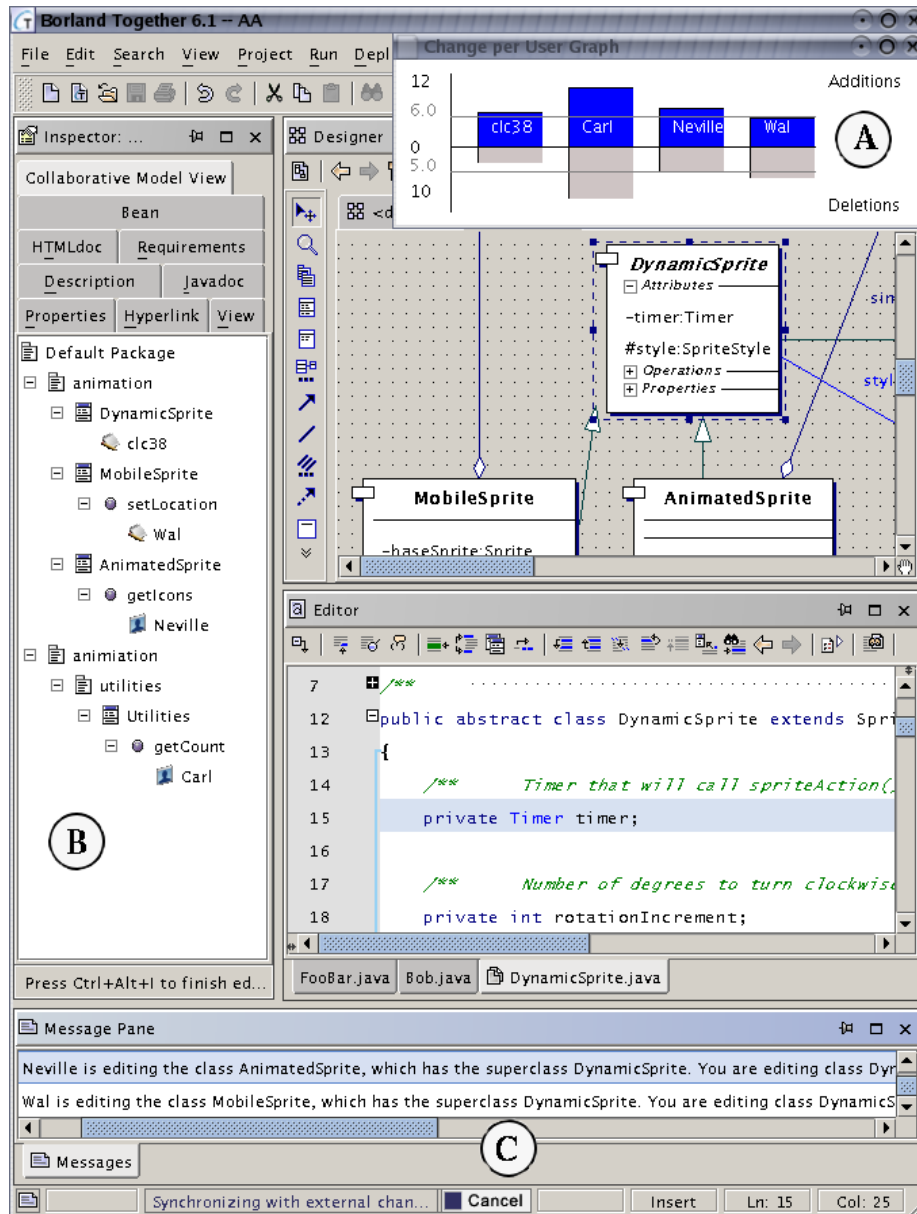 Borland Together 6.1 -- AA
File Edit Search View Project Run Depl
Change per User Graph
12
6.0
0
5.0
10
clc38 Carl Neville Wal
Additions
A
Deletions
Inspector: ...
Collaborative Model View
Bean
HTMLdoc Requirements
Description Javadoc
Properties Hyperlink View
Default Package
animation
DynamicSprite
clc38
MobileSprite
setLocation
Wal
AnimatedSprite
getIcons
Neville
animiation
utilities
Utilities
getCount
Carl
B
Press Ctrl+Alt+I to finish ed...
Designer
<d
DynamicSprite
Attributes
-timer:Timer
#style:SpriteStyle
Operations
Properties
sin
styl
MobileSprite
-baseSprite:Sprite
AnimatedSprite
Editor
7 /**
12 public abstract class DynamicSprite extends Spri
13 {
14 /** Timer that will call spriteAction(
15 private Timer timer;
16
17 /** Number of degrees to turn clockwise
18 private int rotationIncrement;
FooBar.java Bob.java DynamicSprite.java
Message Pane
Neville is editing the class AnimatedSprite, which has the superclass DynamicSprite. You are editing class Dyr
Wal is editing the class MobileSprite, which has the superclass DynamicSprite. You are editing class DynamicS
C
Messages
Synchronizing with external chan... Cancel Insert Ln: 15 Col: 25